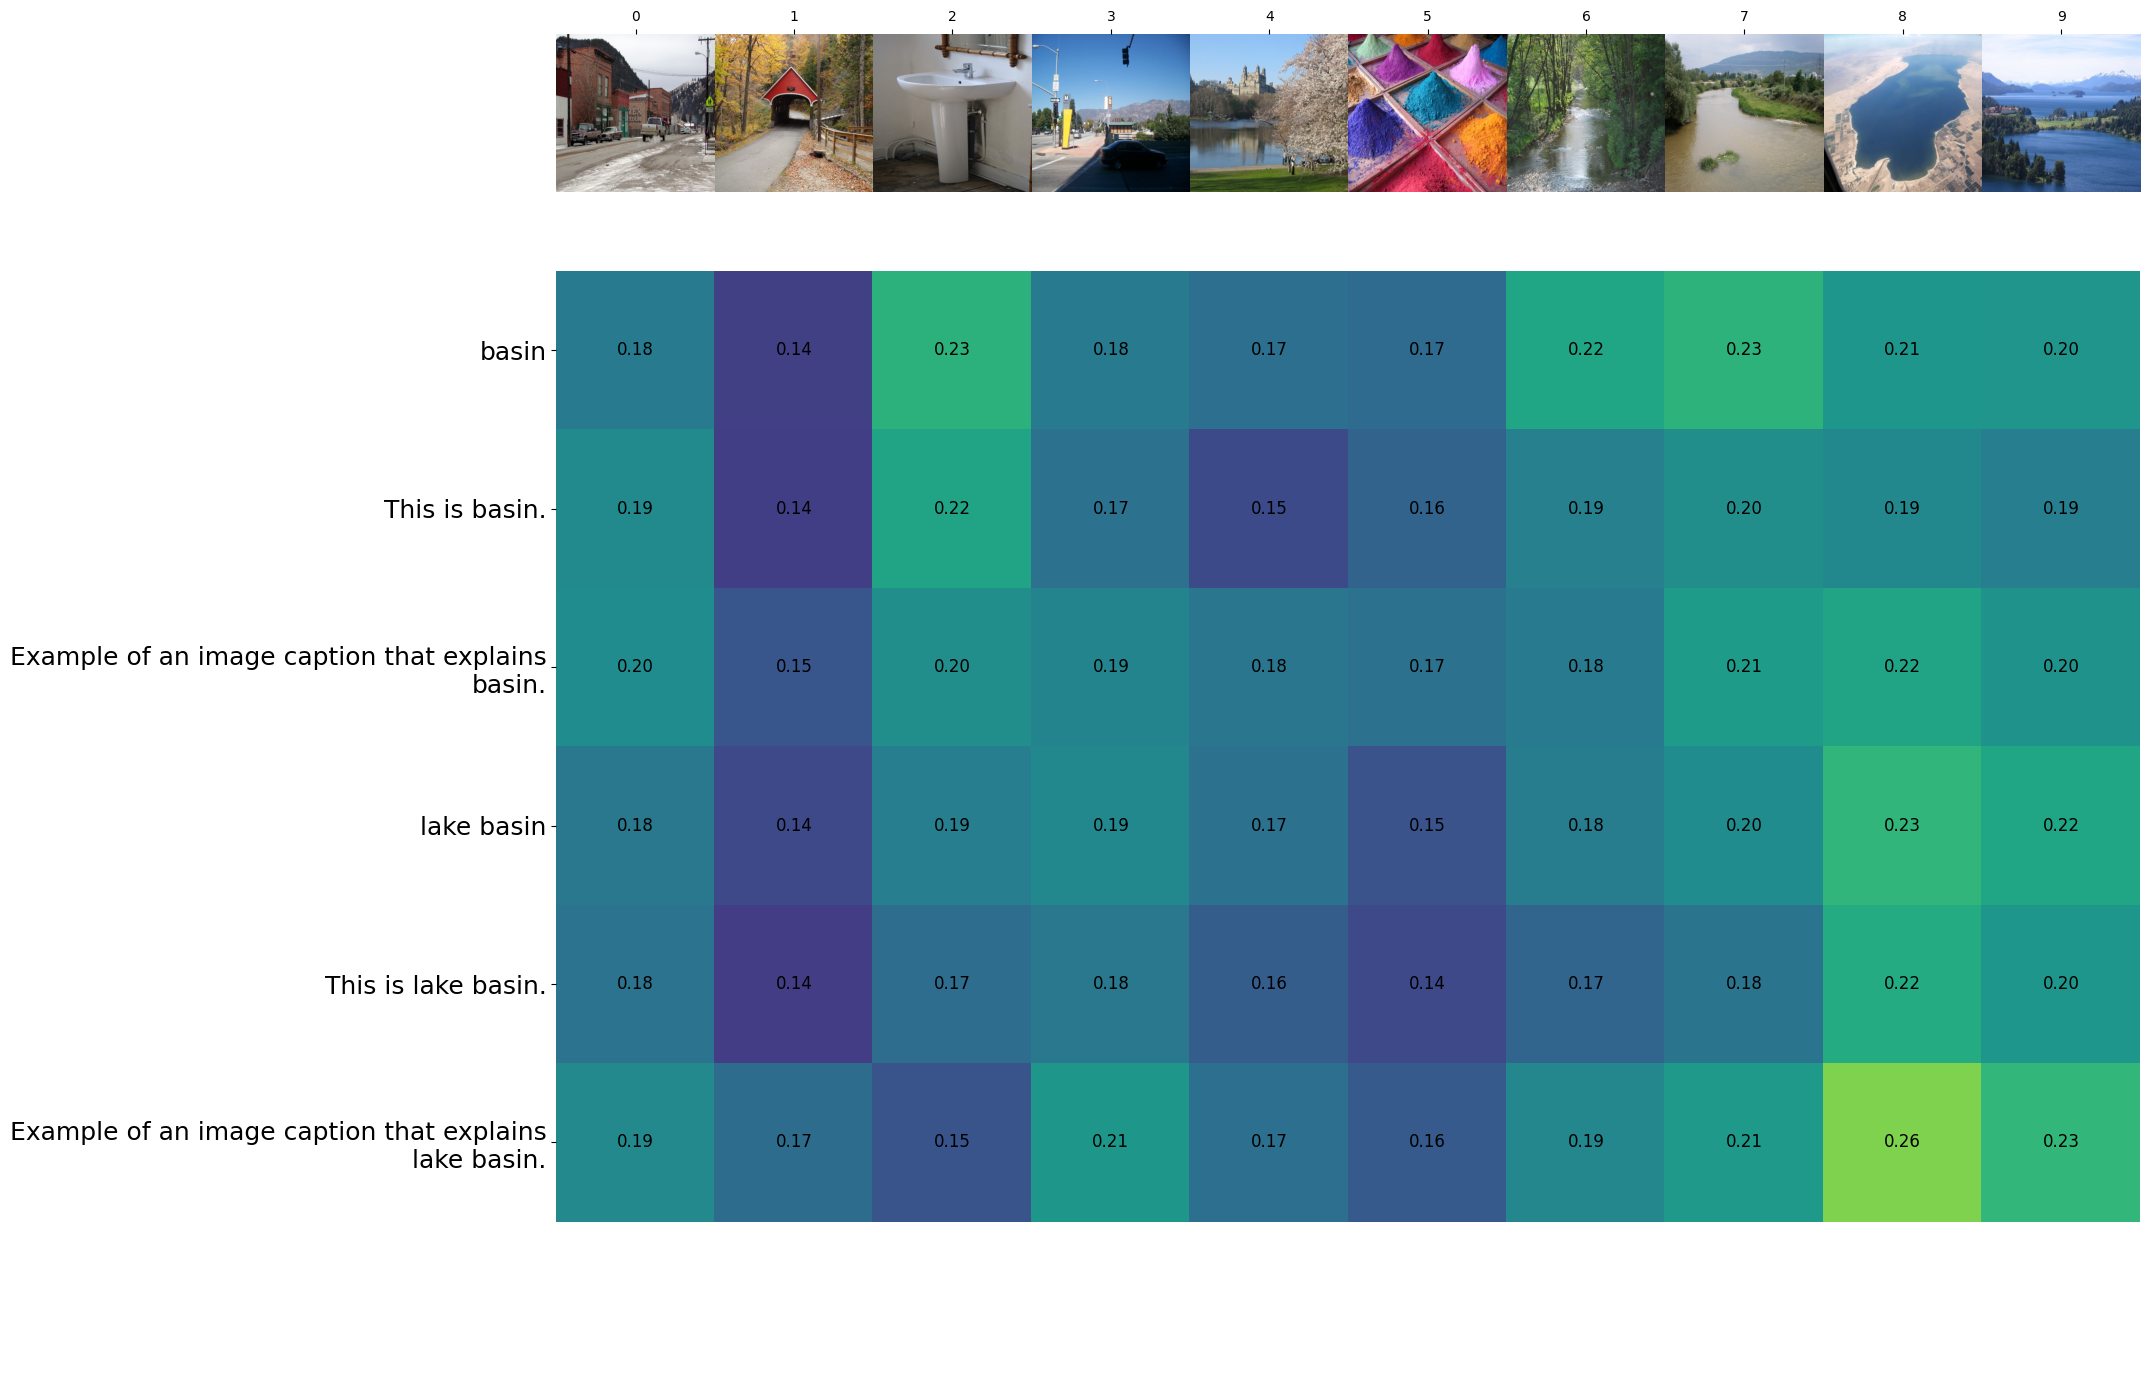 0 1 2 3 4 5 6 7 8 9
basin 0.18 0.14 0.23 0.18 0.17 0.17 0.22 0.23 0.21 0.20
This is basin. 0.19 0.14 0.22 0.17 0.15 0.16 0.19 0.20 0.19 0.19
Example of an image caption that explains
basin. 0.20 0.15 0.20 0.19 0.18 0.17 0.18 0.21 0.22 0.20
lake basin 0.18 0.14 0.19 0.19 0.17 0.15 0.18 0.20 0.23 0.22
This is lake basin. 0.18 0.14 0.17 0.18 0.16 0.14 0.17 0.18 0.22 0.20
Example of an image caption that explains
lake basin. 0.19 0.17 0.15 0.21 0.17 0.16 0.19 0.21 0.26 0.23